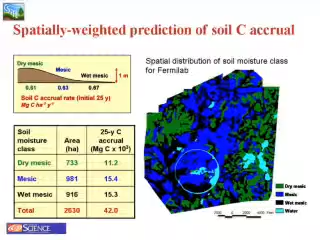 Spatially-weighted prediction of soil C accrual
Dry mesic
Mesic
Wet mesic
1 m
0.61 0.63 0.67
Soil C accrual rate (initial 25 y)
Mg C ha⁻¹ y⁻¹
Spatial distribution of soil moisture class
for Fermilab
Soil moisture class Area (ha) 25-y C accrual (Mg C x 10³)
Dry mesic 733 11.2
Mesic 981 15.4
Wet mesic 916 15.3
Total 2630 42.0
Dry mesic
Mesic
Wet mesic
Water
Science